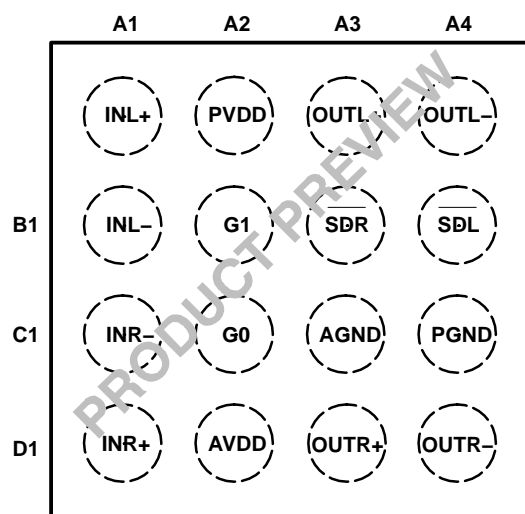 A1 A2 A3 A4
INL+ PVDD OUTL+ OUTL–
B1 INL– G1 SDR SDL
C1 INR– G0 AGND PGND
D1 INR+ AVDD OUTR+ OUTR–
PRODUCT PREVIEW